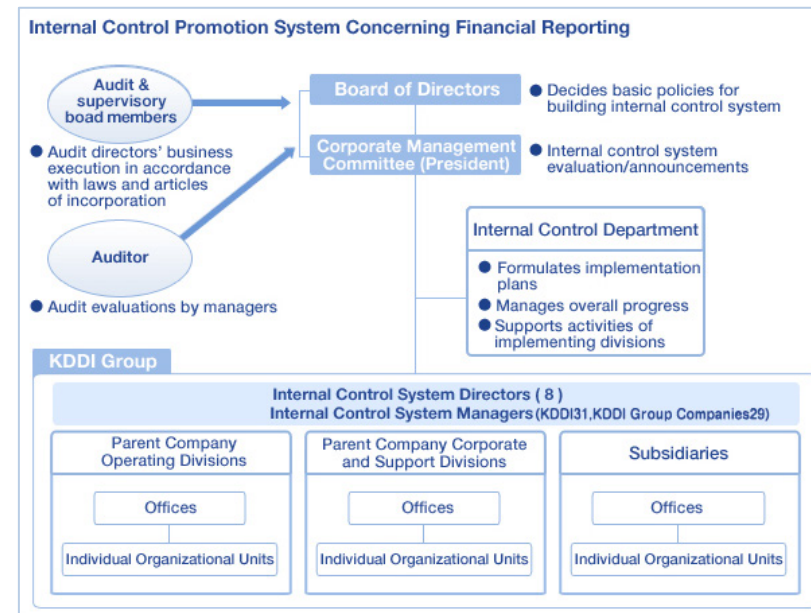 Internal Control Promotion System Concerning Financial Reporting
Audit &
supervisory
boad members
● Audit directors' business
execution in accordance
with laws and articles
of incorporation
Auditor
● Audit evaluations by managers
Board of Directors
● Decides basic policies for
building internal control system
Corporate Management
Committee (President)
● Internal control system
evaluation/announcements
Internal Control Department
● Formulates implementation
plans
● Manages overall progress
● Supports activities of
implementing divisions
KDDI Group
Internal Control System Directors ( 8 )
Internal Control System Managers (KDDI31,KDDI Group Companies29)
Parent Company
Operating Divisions
Offices
Individual Organizational Units
Parent Company Corporate
and Support Divisions
Offices
Individual Organizational Units
Subsidiaries
Offices
Individual Organizational Units